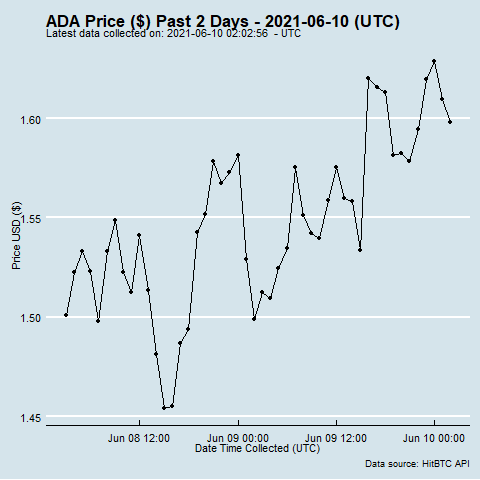 ADA Price ($) Past 2 Days - 2021-06-10 (UTC)
Latest data collected on: 2021-06-10 02:02:56 - UTC
1.60
1.55
1.50
1.45
Price USD ($)
Jun 08 12:00 Jun 09 00:00 Jun 09 12:00 Jun 10 00:00
Date Time Collected (UTC)
Data source: HitBTC API